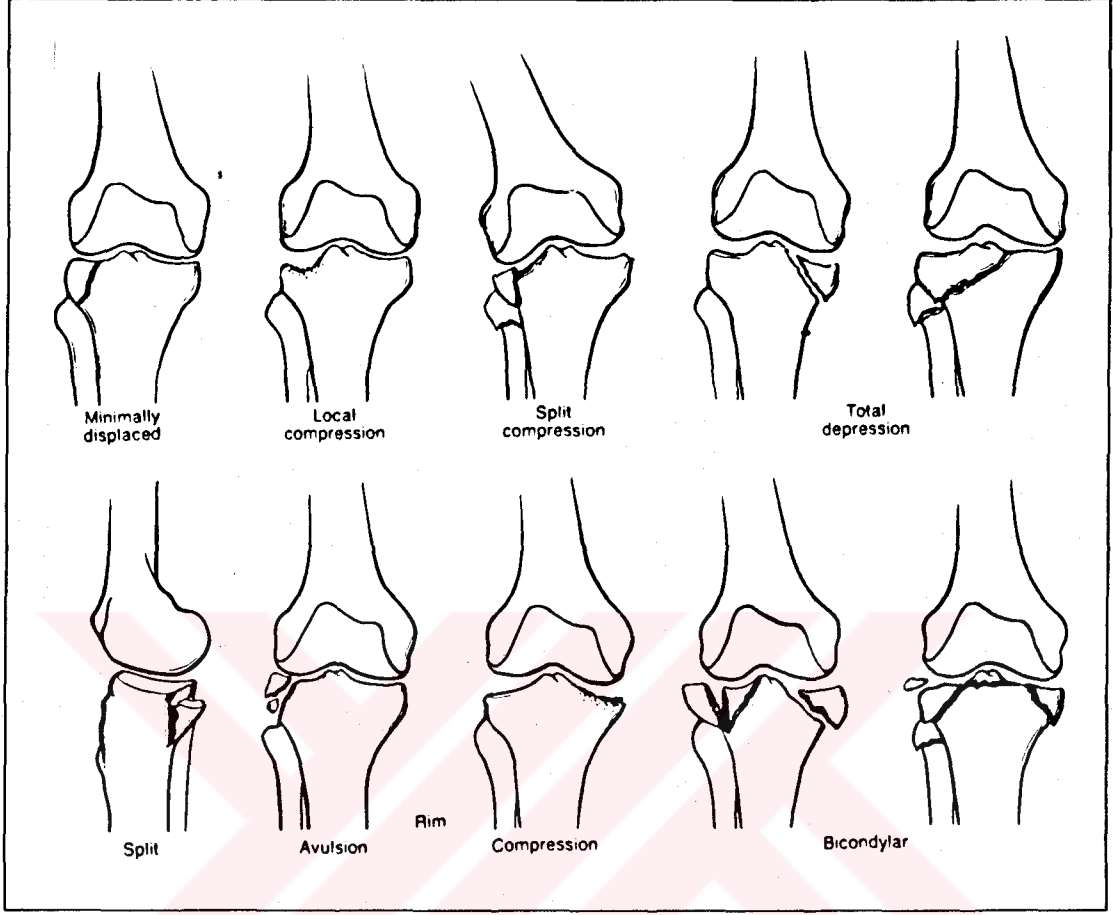 Minimally
displaced
Local
compression
Split
compression
Total
depression
Split
Avulsion
Rim
Compression
Bicondylar